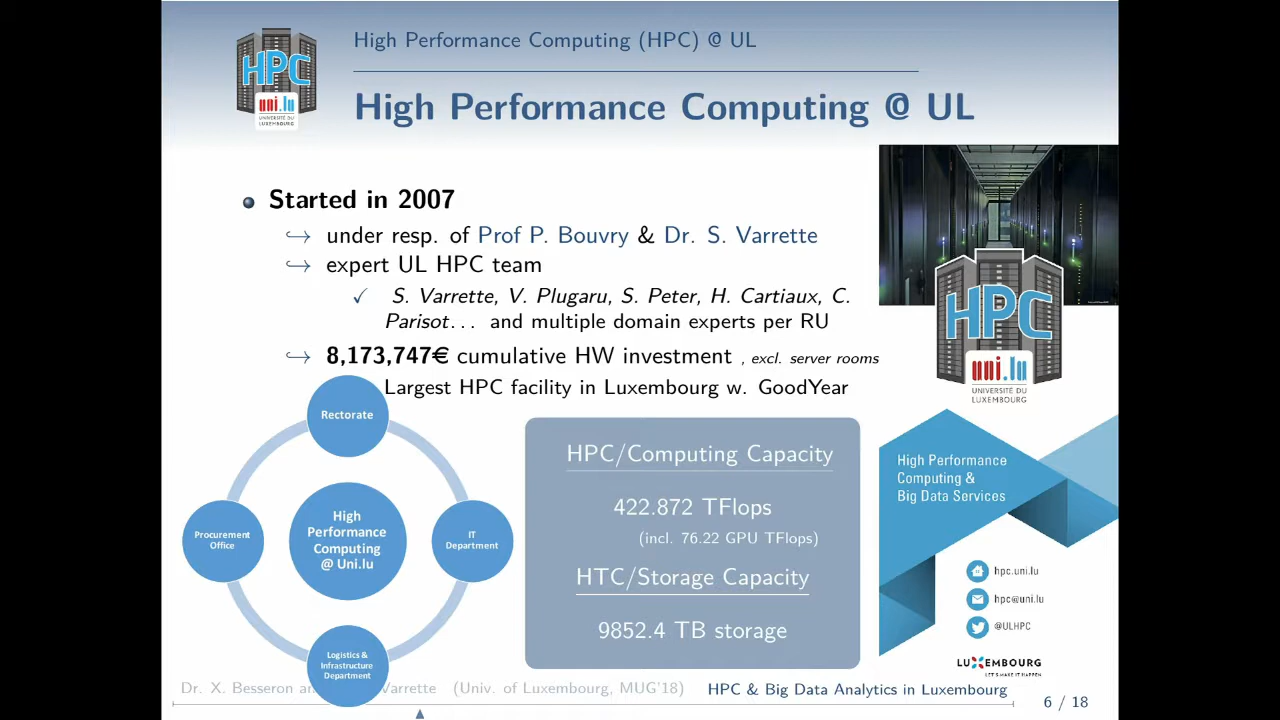 High Performance Computing (HPC) @ UL
High Performance Computing @ UL
HPC
uni.lu
UNIVERSITÉ DU
LUXEMBOURG
Started in 2007
under resp. of Prof P. Bouvry & Dr. S. Varrette
expert UL HPC team
S. Varrette, V. Plugaru, S. Peter, H. Cartiaux, C.
Parisot... and multiple domain experts per RU
8,173,747€ cumulative HW investment , excl. server rooms
Largest HPC facility in Luxembourg w. GoodYear
Rectorate
Procurement
Office
High
Performance
Computing
@ Uni.lu
IT
Department
Logistics &
Infrastructure
Department
HPC/Computing Capacity
422.872 TFlops
(incl. 76.22 GPU TFlops)
HTC/Storage Capacity
9852.4 TB storage
HPC
uni.lu
UNIVERSITÉ DU
LUXEMBOURG
High Performance
Computing &
Big Data Services
hpc.uni.lu
hpc@uni.lu
@ULHPC
LUXEMBOURG
LET'S MAKE IT HAPPEN
Dr. X. Besseron an Varrette (Univ. of Luxembourg, MUG'18)
HPC & Big Data Analytics in Luxembourg
6 / 18